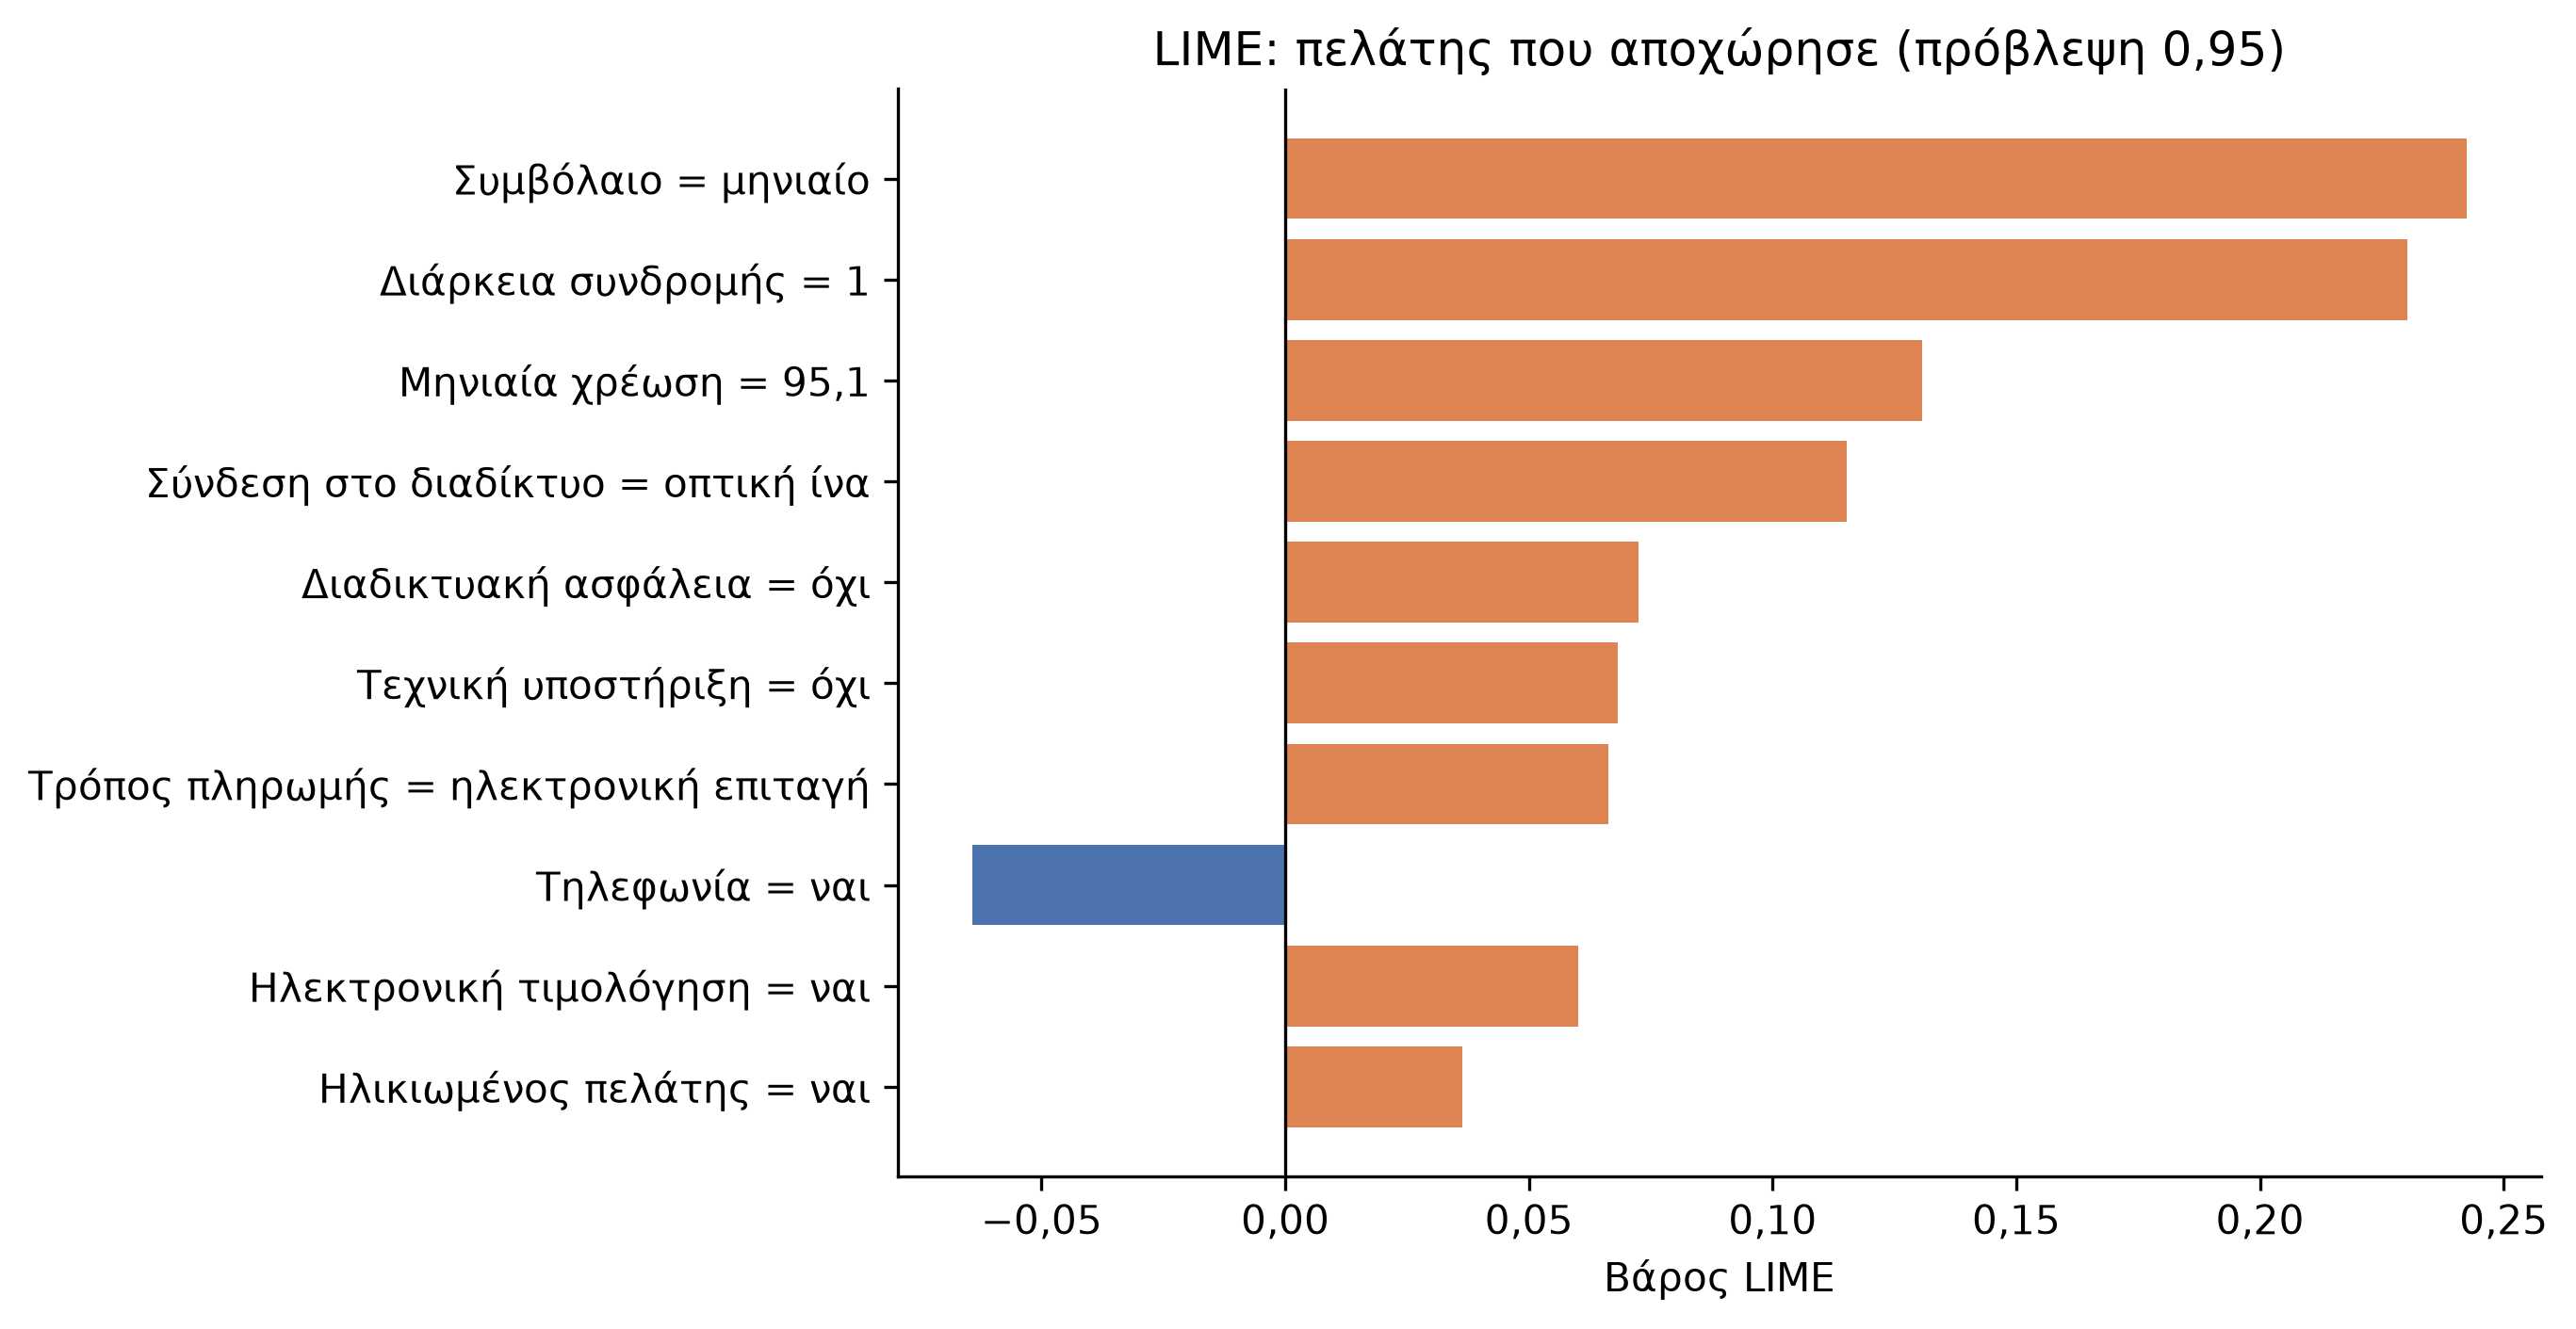 LIME: πελάτης που αποχώρησε (πρόβλεψη 0,95)
Συμβόλαιο = μηνιαίο
Διάρκεια συνδρομής = 1
Μηνιαία χρέωση = 95,1
Σύνδεση στο διαδίκτυο = οπτική ίνα
Διαδικτυακή ασφάλεια = όχι
Τεχνική υποστήριξη = όχι
Τρόπος πληρωμής = ηλεκτρονική επιταγή
Τηλεφωνία = ναι
Ηλεκτρονική τιμολόγηση = ναι
Ηλικιωμένος πελάτης = ναι
−0,05 0,00 0,05 0,10 0,15 0,20 0,25
Βάρος LIME